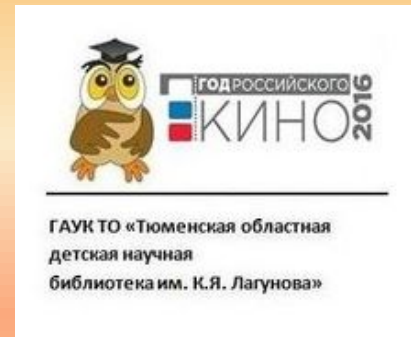 ГОД РОССИЙСКОГО
КИНО 2016
ГАУК ТО «Тюменская областная
детская научная
библиотека им. К.Я. Лагунова»